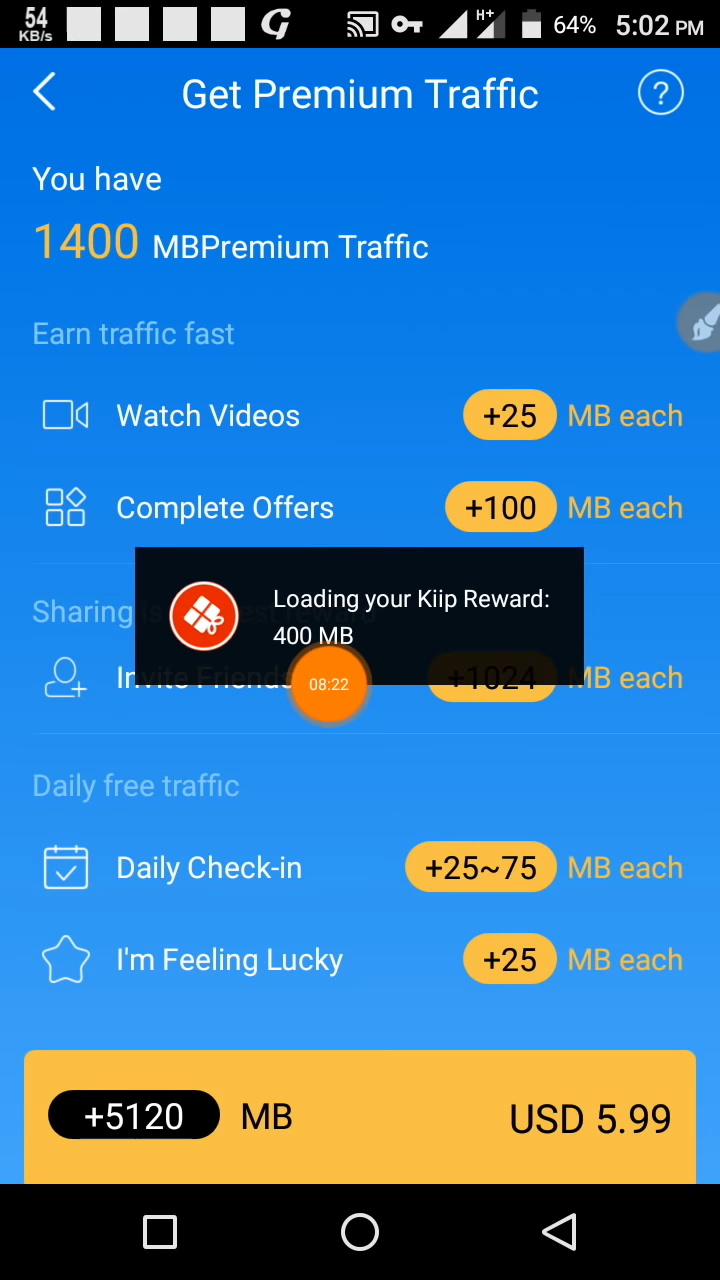 54
KB/s
H+
64%
5:02 PM
Get Premium Traffic
?
You have
1400 MBPremium Traffic
Earn traffic fast
Watch Videos +25 MB each
Complete Offers +100 MB each
Sharing is
Loading your Kiip Reward:
400 MB
Invite Friends +1024 MB each
08:22
Daily free traffic
Daily Check-in +25~75 MB each
I'm Feeling Lucky +25 MB each
+5120 MB USD 5.99